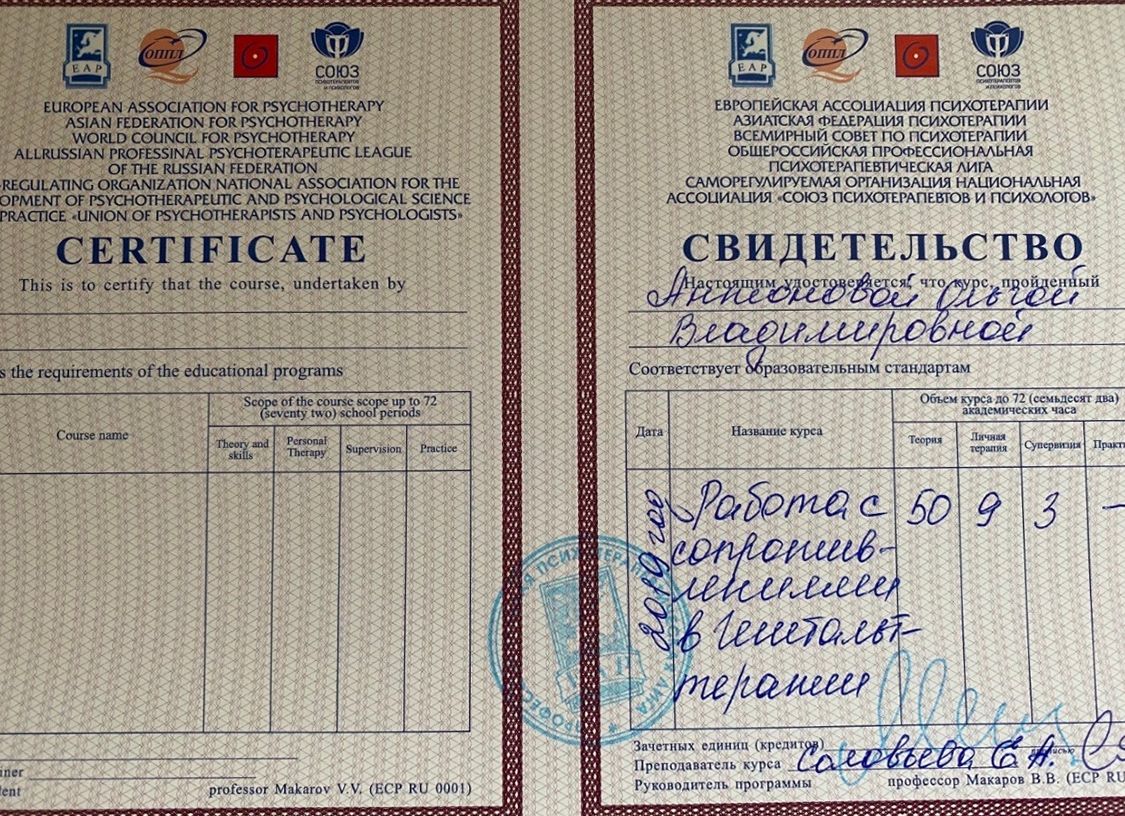 EAP
ОППЛ
СОЮЗ
ПСИХОТЕРАПЕВТОВ
И ПСИХОЛОГОВ
EUROPEAN ASSOCIATION FOR PSYCHOTHERAPY
ASIAN FEDERATION FOR PSYCHOTHERAPY
WORLD COUNCIL FOR PSYCHOTHERAPY
ALLRUSSIAN PROFESSINAL PSYCHOTERAPEUTIC LEAGUE
OF THE RUSSIAN FEDERATION
-REGULATING ORGANIZATION NATIONAL ASSOCIATION FOR THE
OPMENT OF PSYCHOTHERAPEUTIC AND PSYCHOLOGICAL SCIENCE
PRACTICE «UNION OF PSYCHOTHERAPISTS AND PSYCHOLOGISTS»
CERTIFICATE
This is to certify that the course, undertaken by
s the requirements of the educational programs
Course name
Scope of the course scope up to 72
(seventy two) school periods
Theory and
skills
Personal
Therapy
Supervision
Practice
professor Makarov V.V. (ECP RU 0001)
EAP
ОППЛ
СОЮЗ
ПСИХОТЕРАПЕВТОВ
И ПСИХОЛОГОВ
ЕВРОПЕЙСКАЯ АССОЦИАЦИЯ ПСИХОТЕРАПИИ
АЗИАТСКАЯ ФЕДЕРАЦИЯ ПСИХОТЕРАПИИ
ВСЕМИРНЫЙ СОВЕТ ПО ПСИХОТЕРАПИИ
ОБЩЕРОССИЙСКАЯ ПРОФЕССИОНАЛЬНАЯ
ПСИХОТЕРАПЕВТИЧЕСКАЯ ЛИГА
САМОРЕГУЛИРУЕМАЯ ОРГАНИЗАЦИЯ НАЦИОНАЛЬНАЯ
АССОЦИАЦИЯ «СОЮЗ ПСИХОТЕРАПЕВТОВ И ПСИХОЛОГОВ»
СВИДЕТЕЛЬСТВО
Настоящим удостоверяется, что курс, пройденный
Антоновой Ольгой
Владимировной
Соответствует образовательным стандартам
Дата
Название курса
Объем курса до 72 (семьдесят два)
академических часа
Теория
Личная
терапия
Супервизия
Практ
2019 год
Работа с
сопротив-
лениями
в Гештальт-
терапии
50
9
3
—
Зачетных единиц (кредитов)
Преподаватель курса Соловьева Е.А.
подпись
Руководитель программы профессор Макаров В.В. (ECP RU